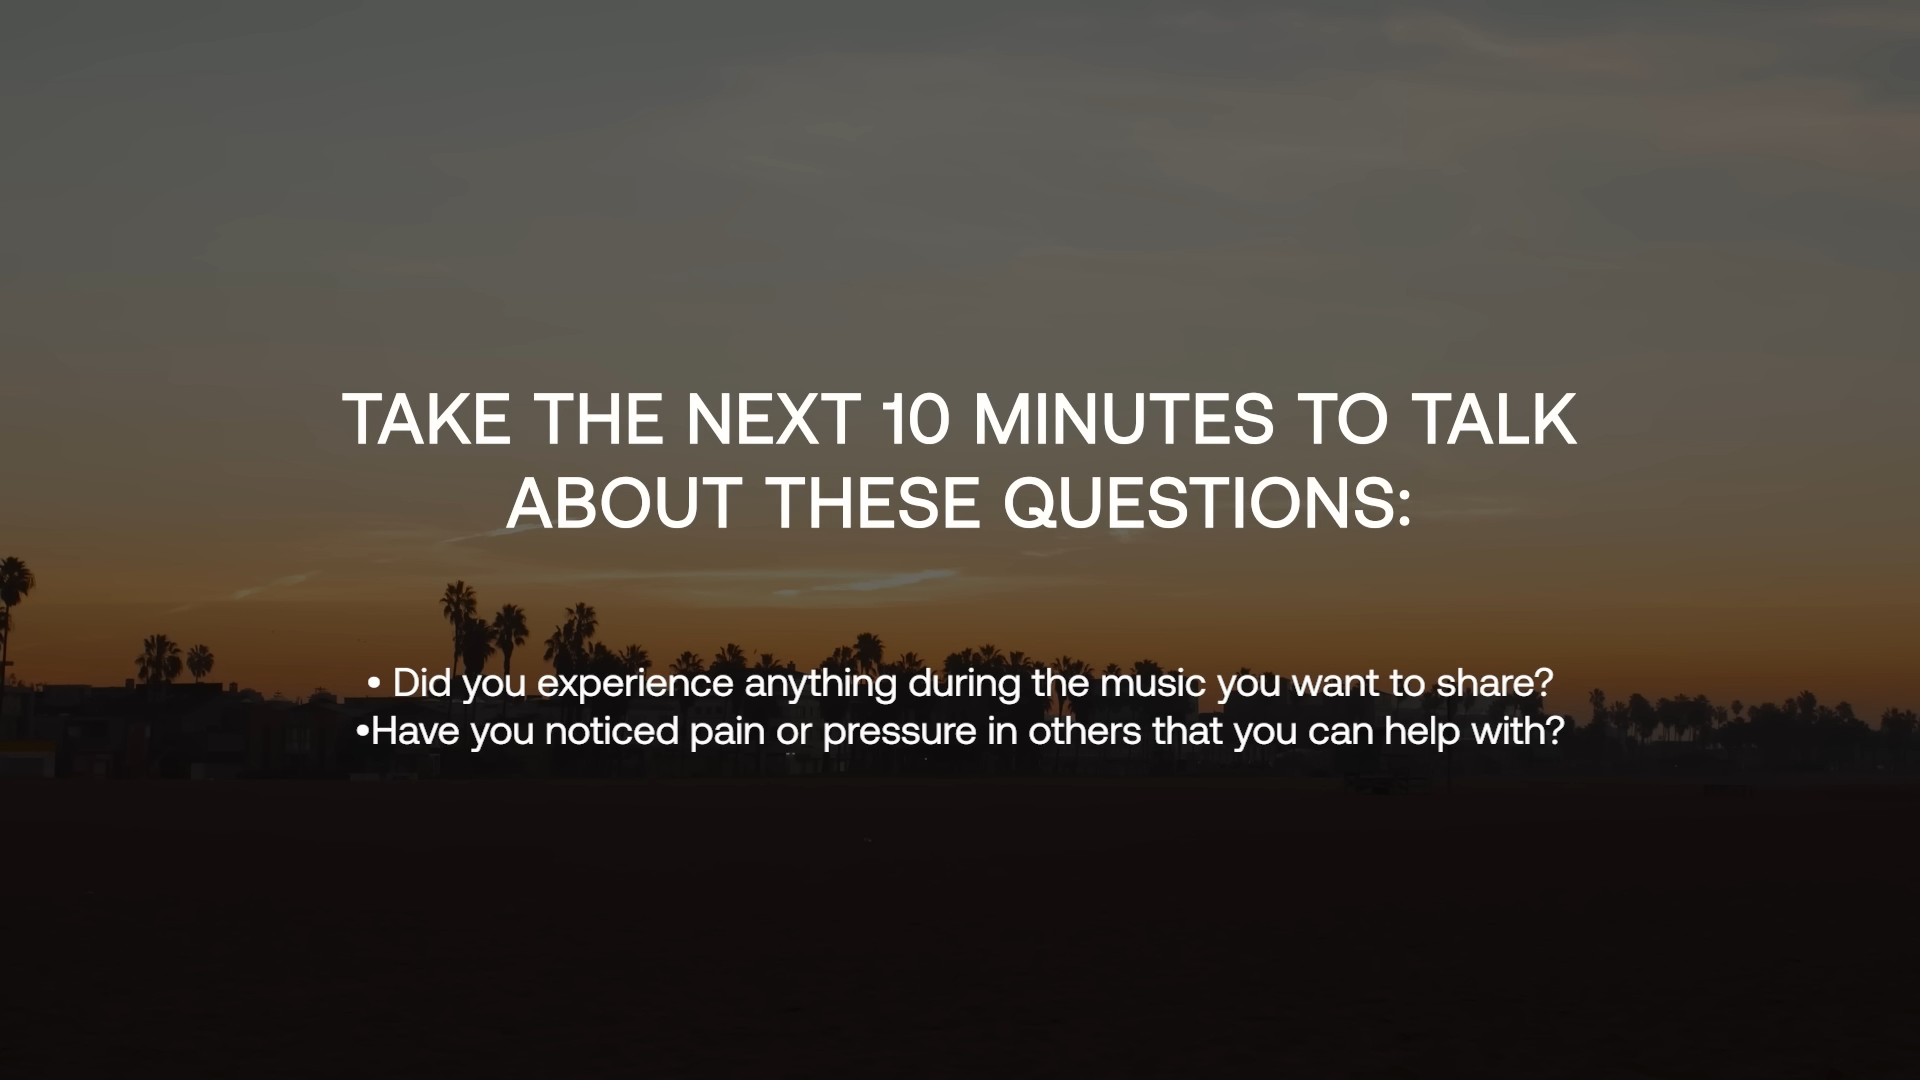 TAKE THE NEXT 10 MINUTES TO TALK
ABOUT THESE QUESTIONS:
• Did you experience anything during the music you want to share?
•Have you noticed pain or pressure in others that you can help with?